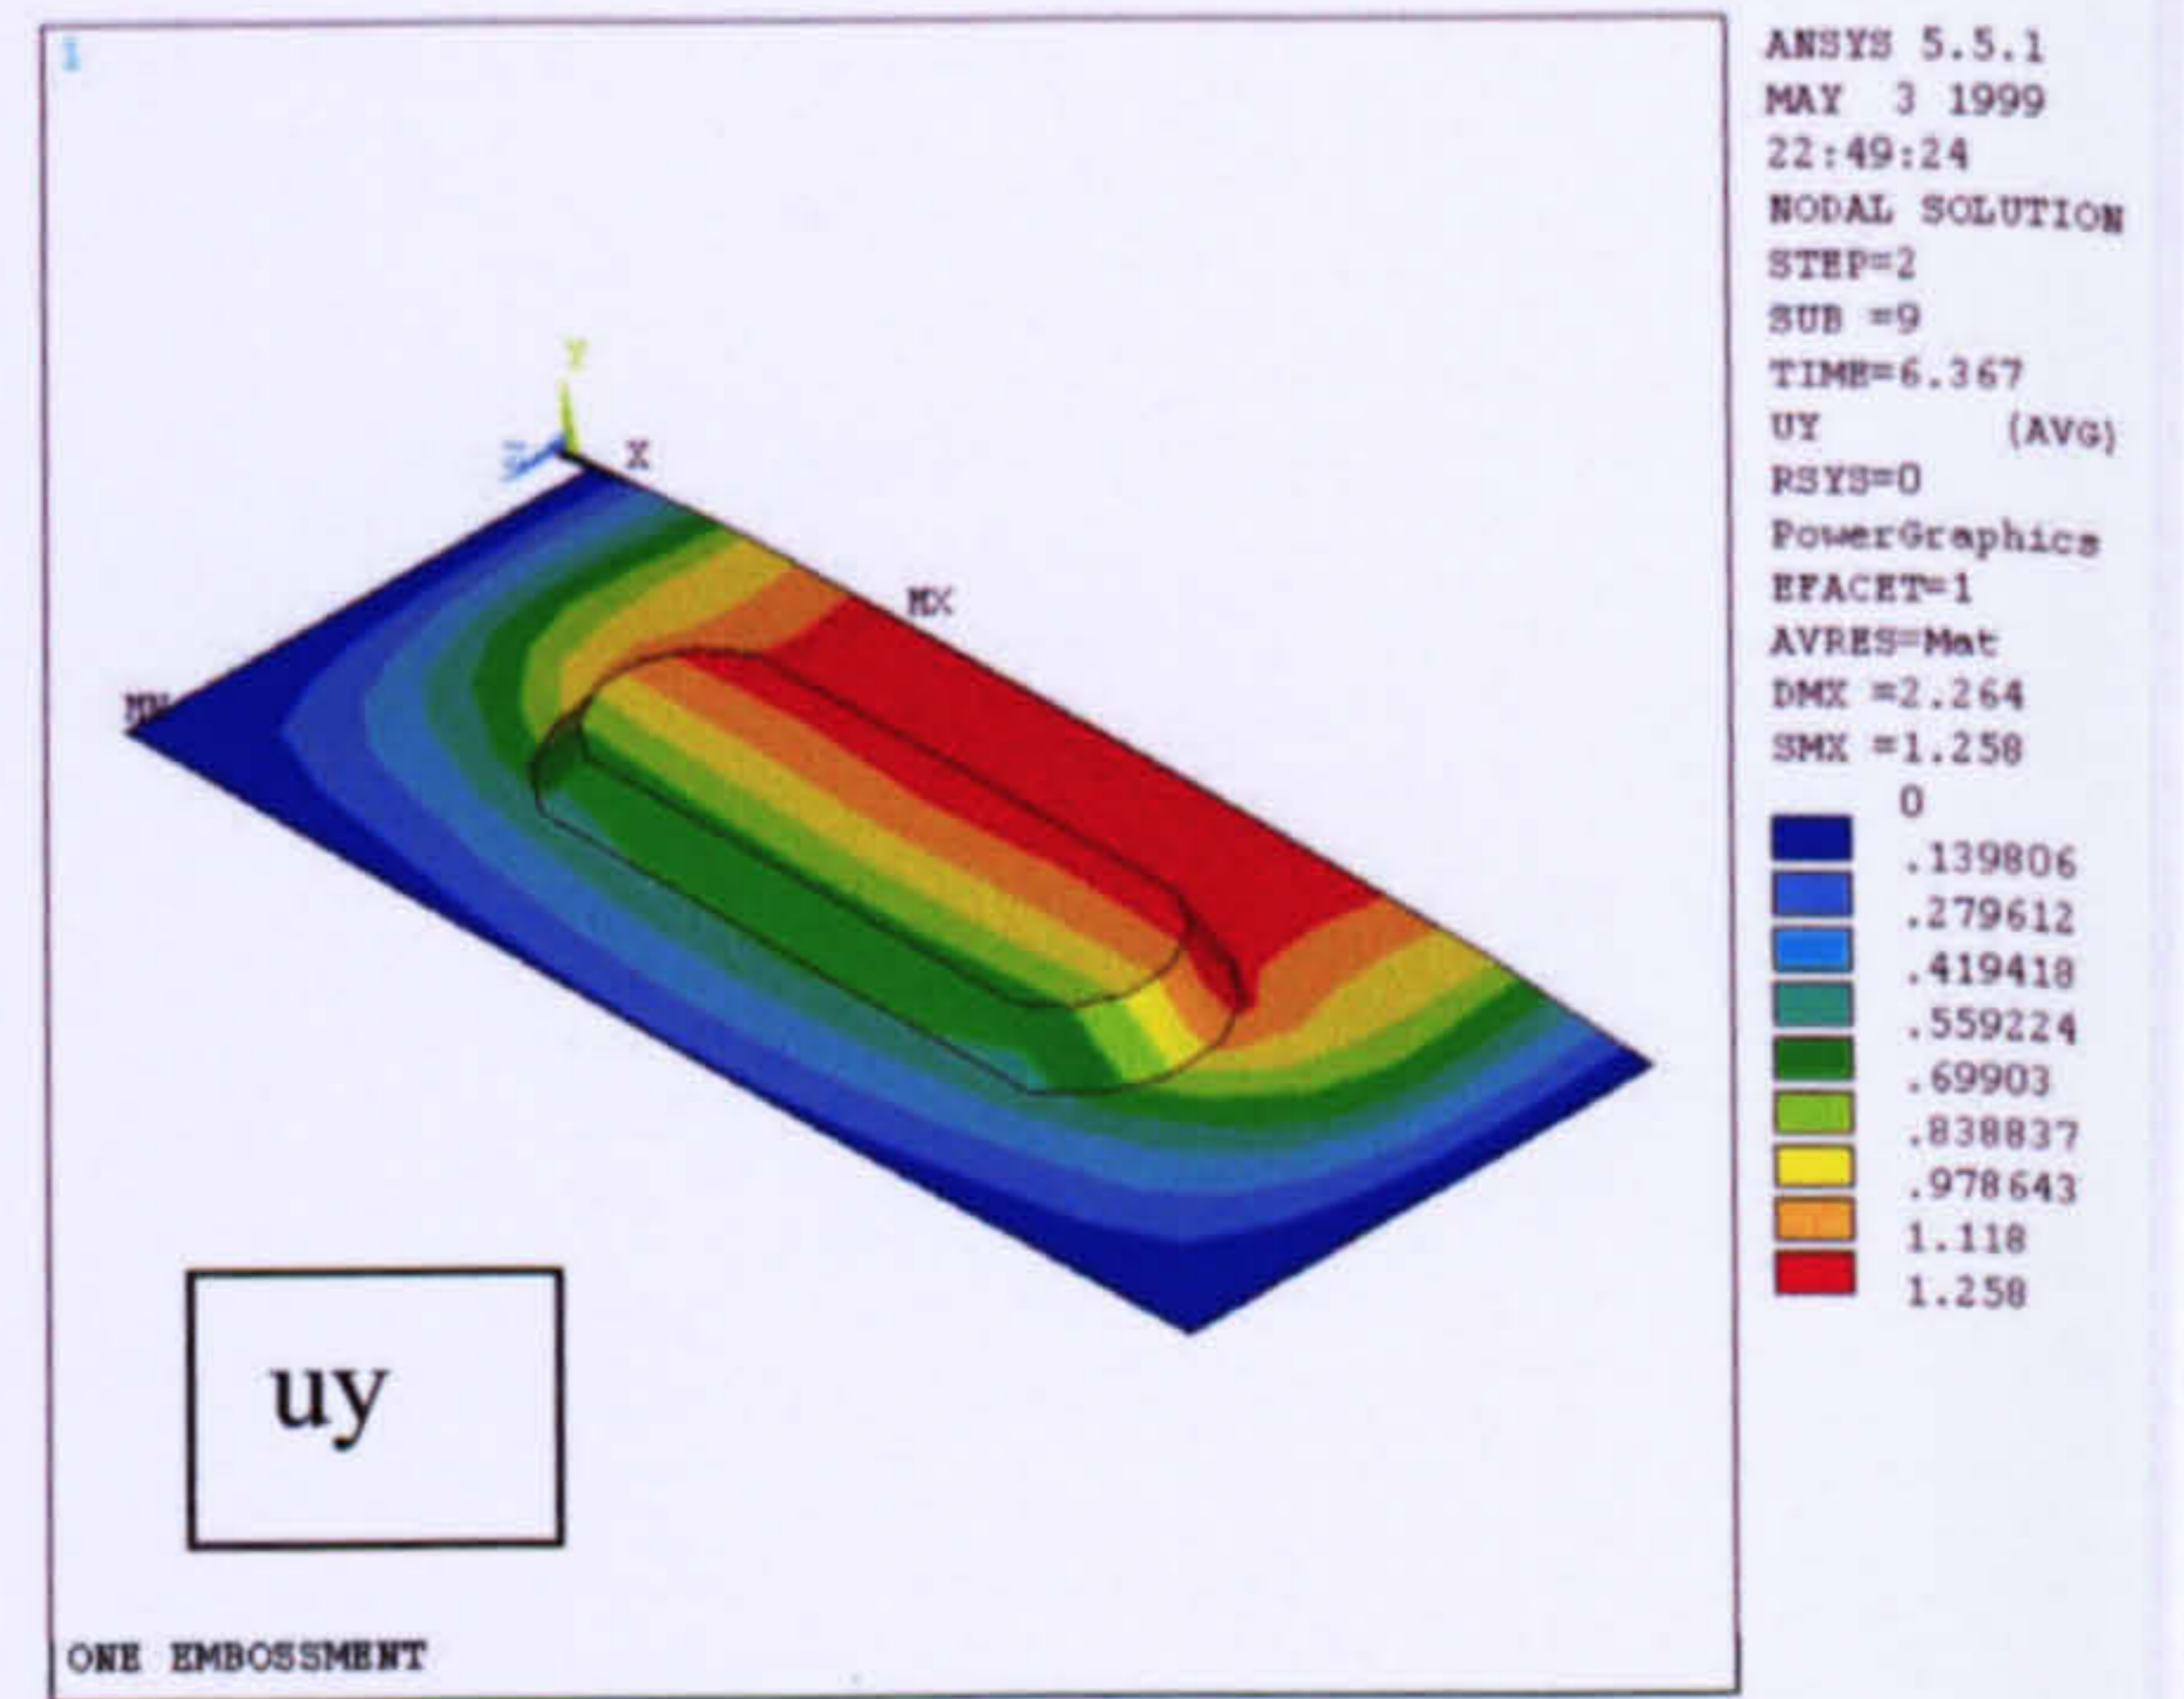 1
ANSYS 5.5.1
MAY  3 1999
22:49:24
NODAL SOLUTION
STEP=2
SUB =9
TIME=6.367
UY (AVG)
RSYS=0
PowerGraphics
EFACET=1
AVRES=Mat
DMX =2.264
SMX =1.258
0
.139806
.279612
.419418
.559224
.69903
.838837
.978643
1.118
1.258
Y
Z
X
MX
MN
uy
ONE EMBOSSMENT